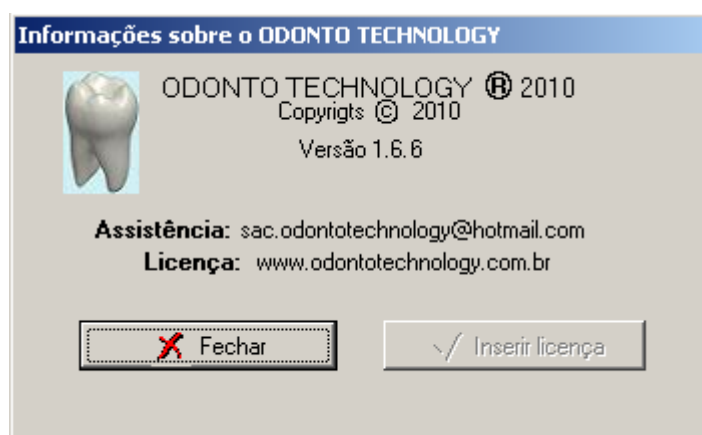 Informações sobre o ODONTO TECHNOLOGY
ODONTO TECHNOLOGY ® 2010
Copyrigts © 2010
Versão 1.6.6
Assistência: sac.odontotechnology@hotmail.com
Licença: www.odontotechnology.com.br
Fechar
Inserir licença